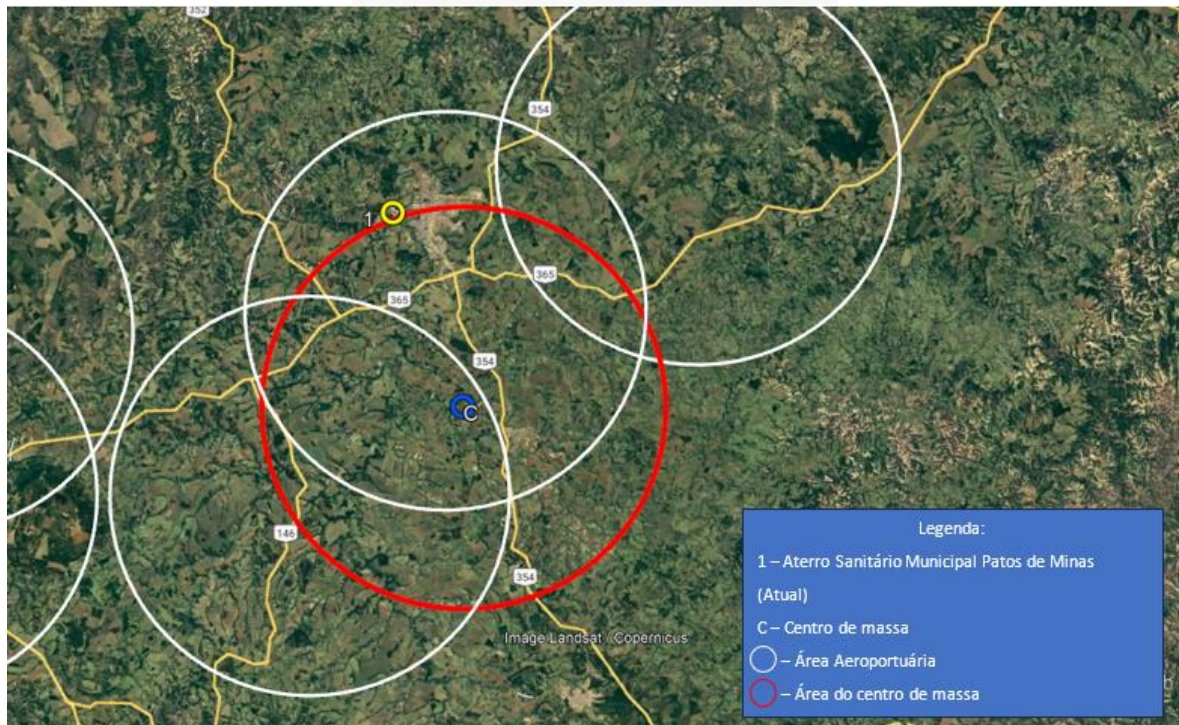 352
354
1
365
365
354
C
146
354
Image Landsat / Copernicus
Legenda:
1 – Aterro Sanitário Municipal Patos de Minas
(Atual)
C – Centro de massa
– Área Aeroportuária
– Área do centro de massa